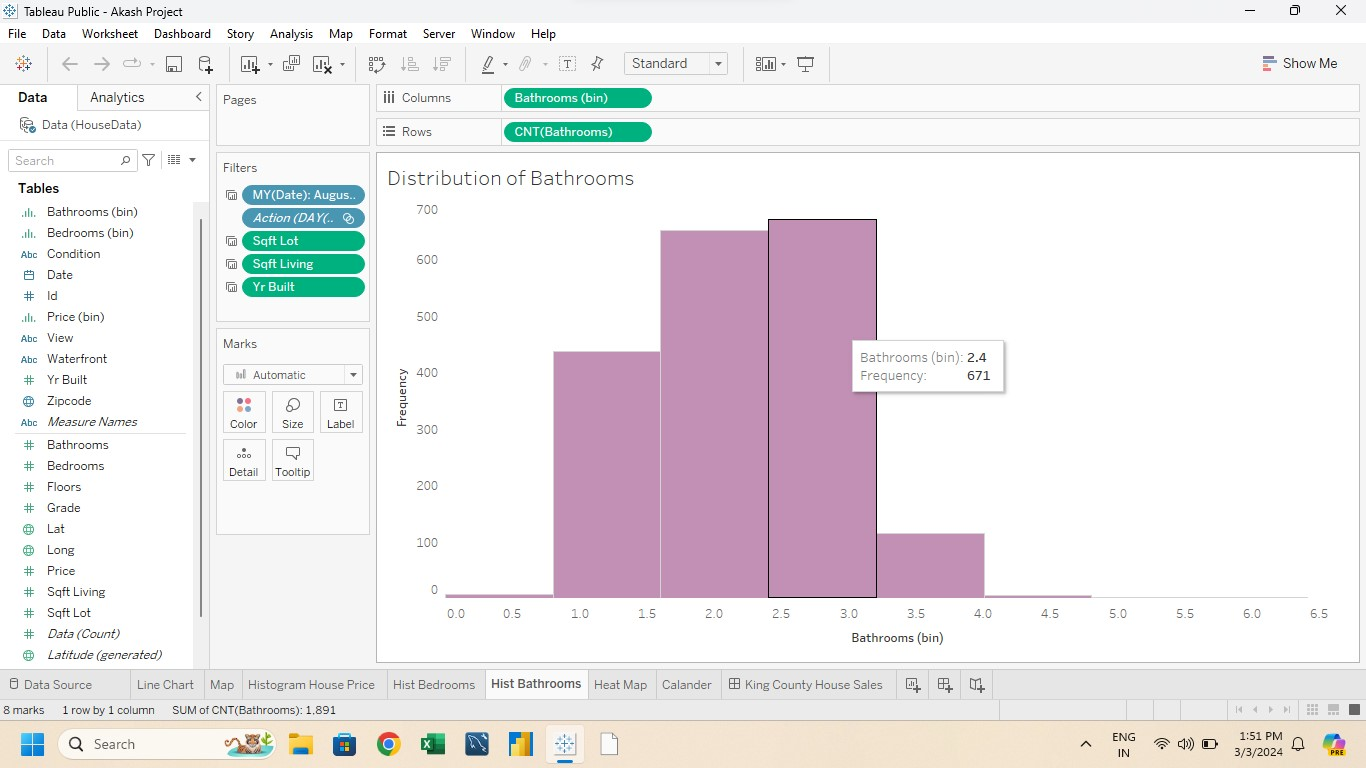 Tableau Public - Akash Project
File Data Worksheet Dashboard Story Analysis Map Format Server Window Help
Standard
Show Me
Data Analytics
Data (HouseData)
Search
Tables
Bathrooms (bin)
Bedrooms (bin)
Abc Condition
Date
Id
Price (bin)
Abc View
Abc Waterfront
Yr Built
Zipcode
Abc Measure Names
Bathrooms
Bedrooms
Floors
Grade
Lat
Long
Price
Sqft Living
Sqft Lot
Data (Count)
Latitude (generated)
Pages
Filters
MY(Date): Augus..
Action (DAY(..
Sqft Lot
Sqft Living
Yr Built
Marks
Automatic
Color Size Label
Detail Tooltip
Columns Bathrooms (bin)
Rows CNT(Bathrooms)
Distribution of Bathrooms
700
600
500
400
300
200
100
0
Frequency
Bathrooms (bin): 2.4
Frequency: 671
0.0 0.5 1.0 1.5 2.0 2.5 3.0 3.5 4.0 4.5 5.0 5.5 6.0 6.5
Bathrooms (bin)
Data Source Line Chart Map Histogram House Price Hist Bedrooms Hist Bathrooms Heat Map Calander King County House Sales
8 marks 1 row by 1 column SUM of CNT(Bathrooms): 1,891
Search
ENG
IN
1:51 PM
3/3/2024
PRE